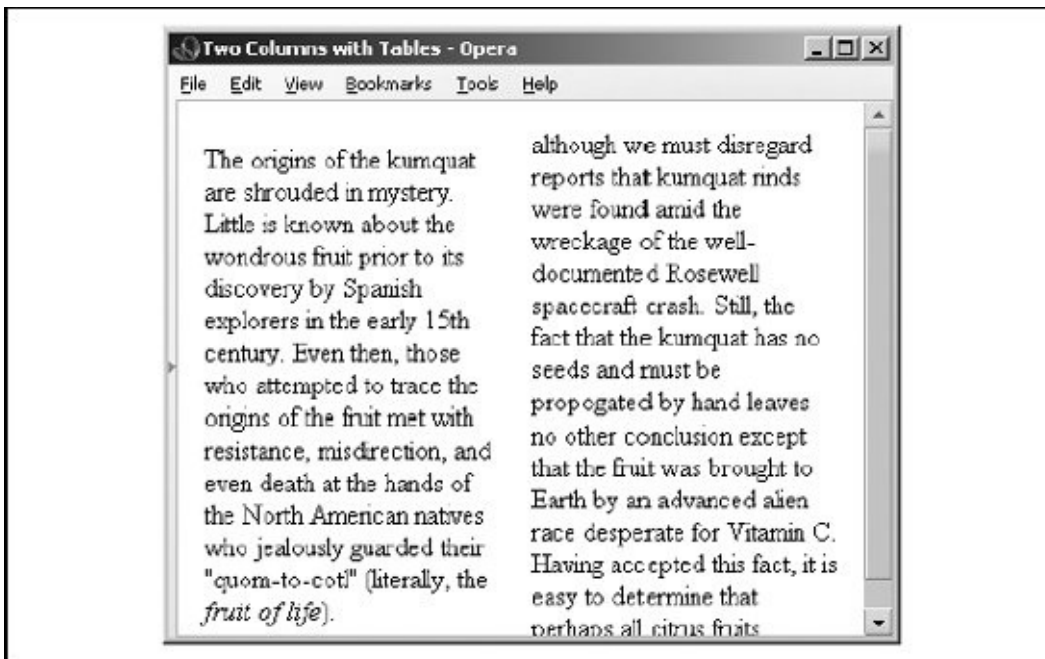 Two Columns with Tables - Opera
File Edit View Bookmarks Tools Help
The origins of the kumquat
are shrouded in mystery.
Little is known about the
wondrous fruit prior to its
discovery by Spanish
explorers in the early 15th
century. Even then, those
who attempted to trace the
origins of the fruit met with
resistance, misdirection, and
even death at the hands of
the North American natives
who jealously guarded their
"quom-to-cotl" (literally, the
fruit of life).
although we must disregard
reports that kumquat rinds
were found amid the
wreckage of the well-
documented Rosewell
spacecraft crash. Still, the
fact that the kumquat has no
seeds and must be
propogated by hand leaves
no other conclusion except
that the fruit was brought to
Earth by an advanced alien
race desperate for Vitamin C.
Having accepted this fact, it is
easy to determine that
perhaps all citrus fruits